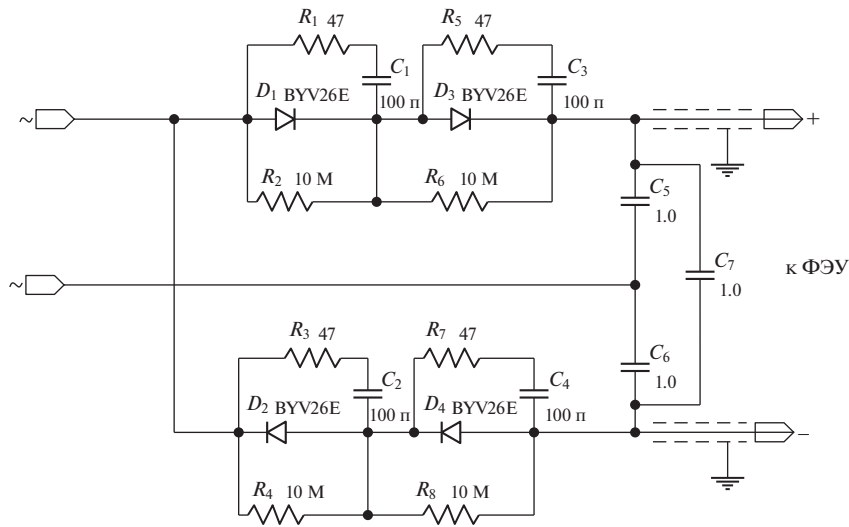 R1 47
R5 47
C1
100 п
C3
100 п
D1 BYV26E
D3 BYV26E
~
+
R2 10 М
R6 10 М
C5
1.0
C7
1.0
к ФЭУ
~
R3 47
R7 47
C6
1.0
C2
100 п
C4
100 п
D2 BYV26E
D4 BYV26E
–
R4 10 М
R8 10 М